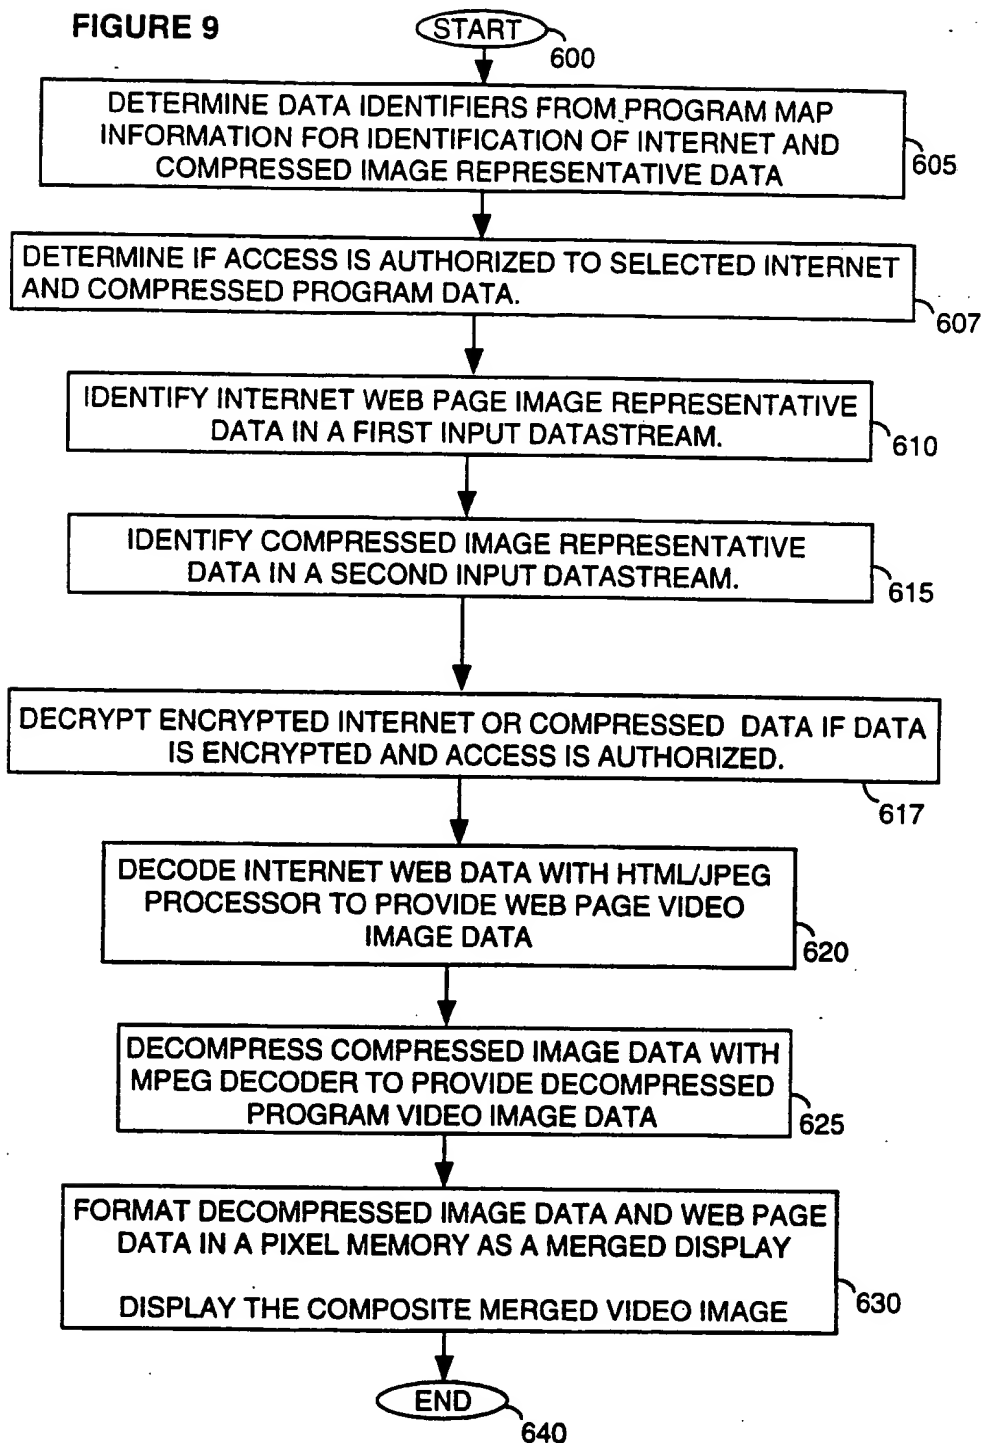 FIGURE 9
START
600
DETERMINE DATA IDENTIFIERS FROM PROGRAM MAP
INFORMATION FOR IDENTIFICATION OF INTERNET AND
COMPRESSED IMAGE REPRESENTATIVE DATA
605
DETERMINE IF ACCESS IS AUTHORIZED TO SELECTED INTERNET
AND COMPRESSED PROGRAM DATA.
607
IDENTIFY INTERNET WEB PAGE IMAGE REPRESENTATIVE
DATA IN A FIRST INPUT DATASTREAM.
610
IDENTIFY COMPRESSED IMAGE REPRESENTATIVE
DATA IN A SECOND INPUT DATASTREAM.
615
DECRYPT ENCRYPTED INTERNET OR COMPRESSED DATA IF DATA
IS ENCRYPTED AND ACCESS IS AUTHORIZED.
617
DECODE INTERNET WEB DATA WITH HTML/JPEG
PROCESSOR TO PROVIDE WEB PAGE VIDEO
IMAGE DATA
620
DECOMPRESS COMPRESSED IMAGE DATA WITH
MPEG DECODER TO PROVIDE DECOMPRESSED
PROGRAM VIDEO IMAGE DATA
625
FORMAT DECOMPRESSED IMAGE DATA AND WEB PAGE
DATA IN A PIXEL MEMORY AS A MERGED DISPLAY
DISPLAY THE COMPOSITE MERGED VIDEO IMAGE
630
END
640